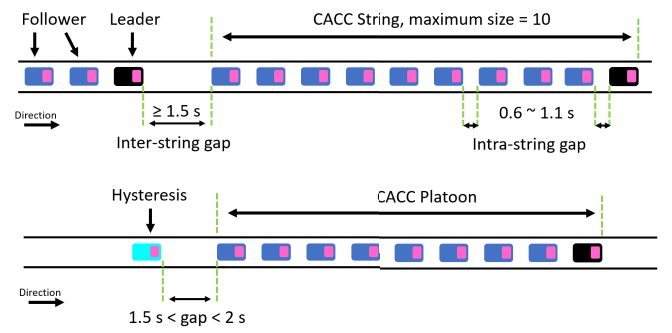 Follower Leader CACC String, maximum size = 10
Direction
≥ 1.5 s
0.6 ~ 1.1 s
Inter-string gap
Intra-string gap
Hysteresis
CACC Platoon
Direction
1.5 s < gap < 2 s